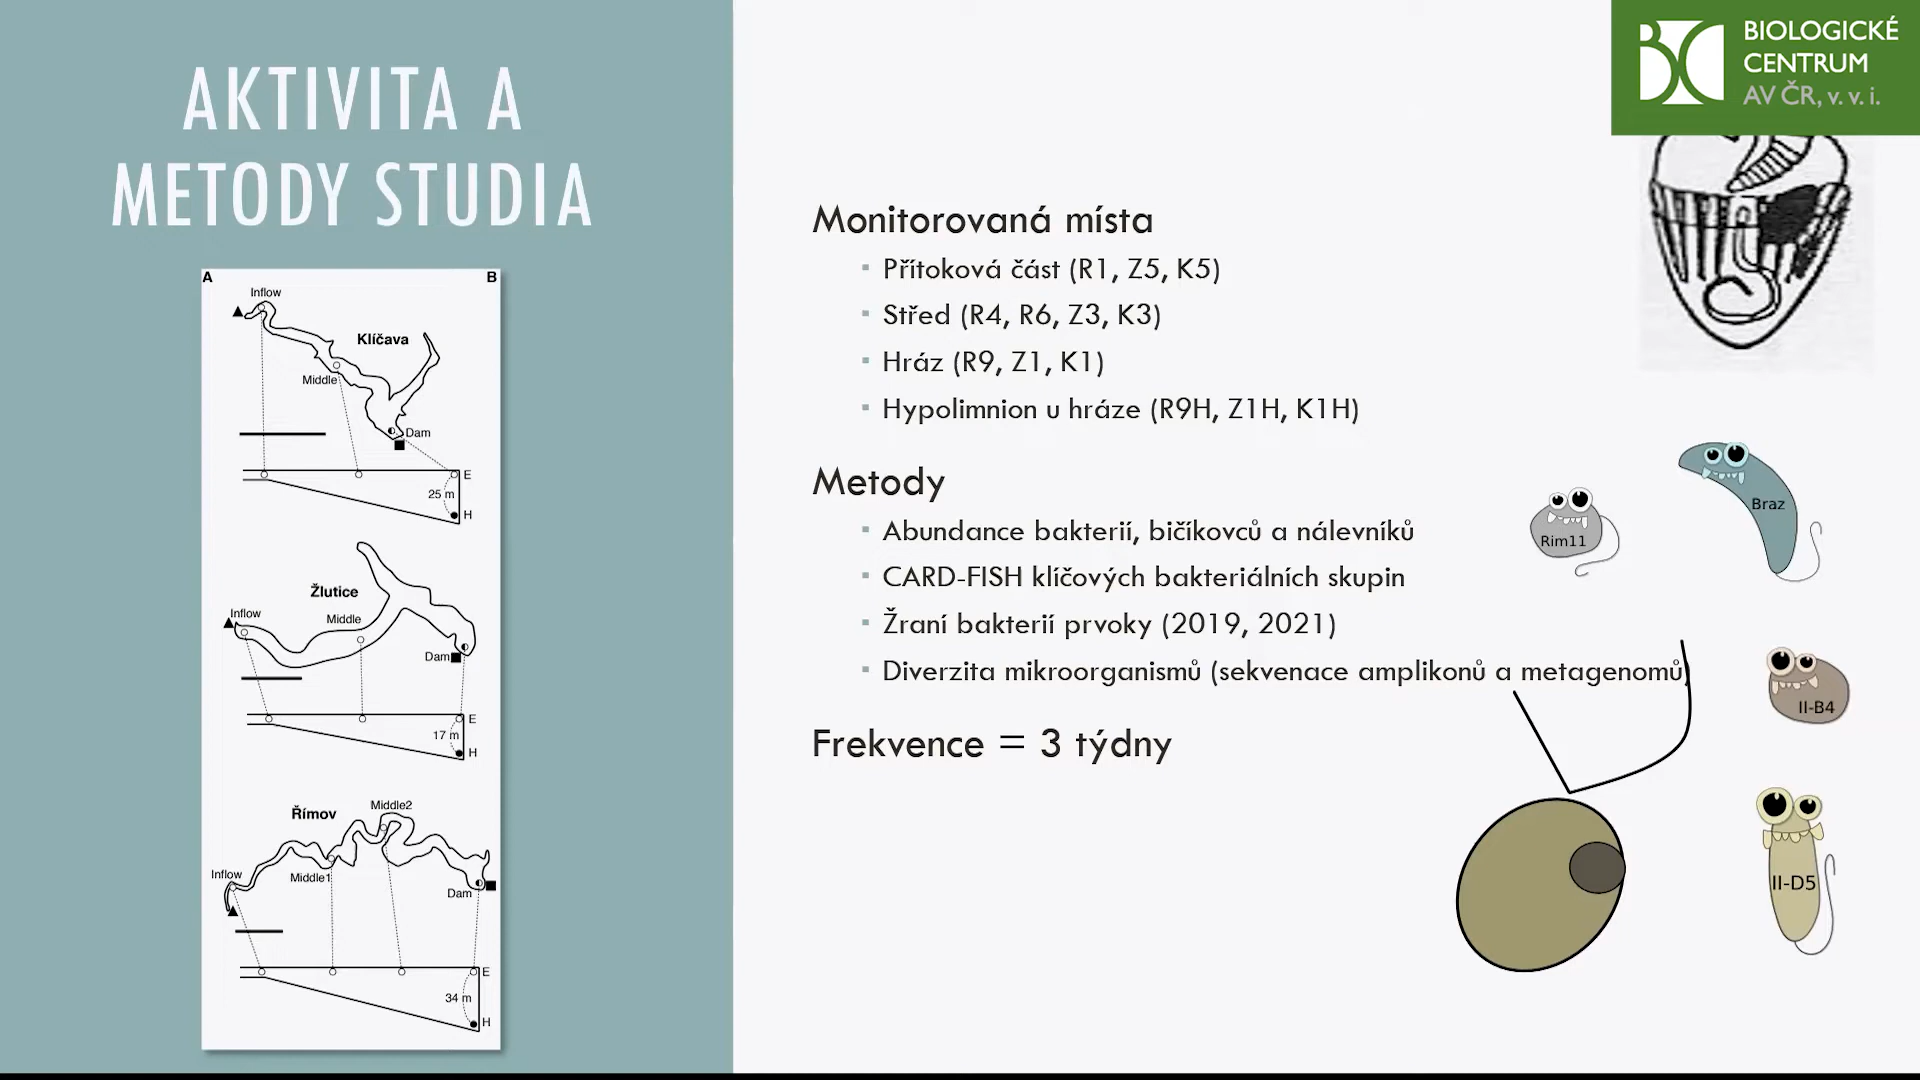 AKTIVITA A
METODY STUDIA
A
B
Inflow
Klíčava
Middle
Dam
E
25 m
H
Žlutice
Inflow
Middle
Dam
E
17 m
H
Middle2
Římov
Inflow
Middle1
Dam
E
34 m
H
Monitorovaná místa
▪ Přítoková část (R1, Z5, K5)
▪ Střed (R4, R6, Z3, K3)
▪ Hráz (R9, Z1, K1)
▪ Hypolimnion u hráze (R9H, Z1H, K1H)
Metody
▪ Abundance bakterií, bičíkovců a nálevníků
▪ CARD-FISH klíčových bakteriálních skupin
▪ Žraní bakterií prvoky (2019, 2021)
▪ Diverzita mikroorganismů (sekvenace amplikonů a metagenomů)
Frekvence = 3 týdny
BIOLOGICKÉ
CENTRUM
AV ČR, v. v. i.
Braz
Rim11
II-B4
II-D5